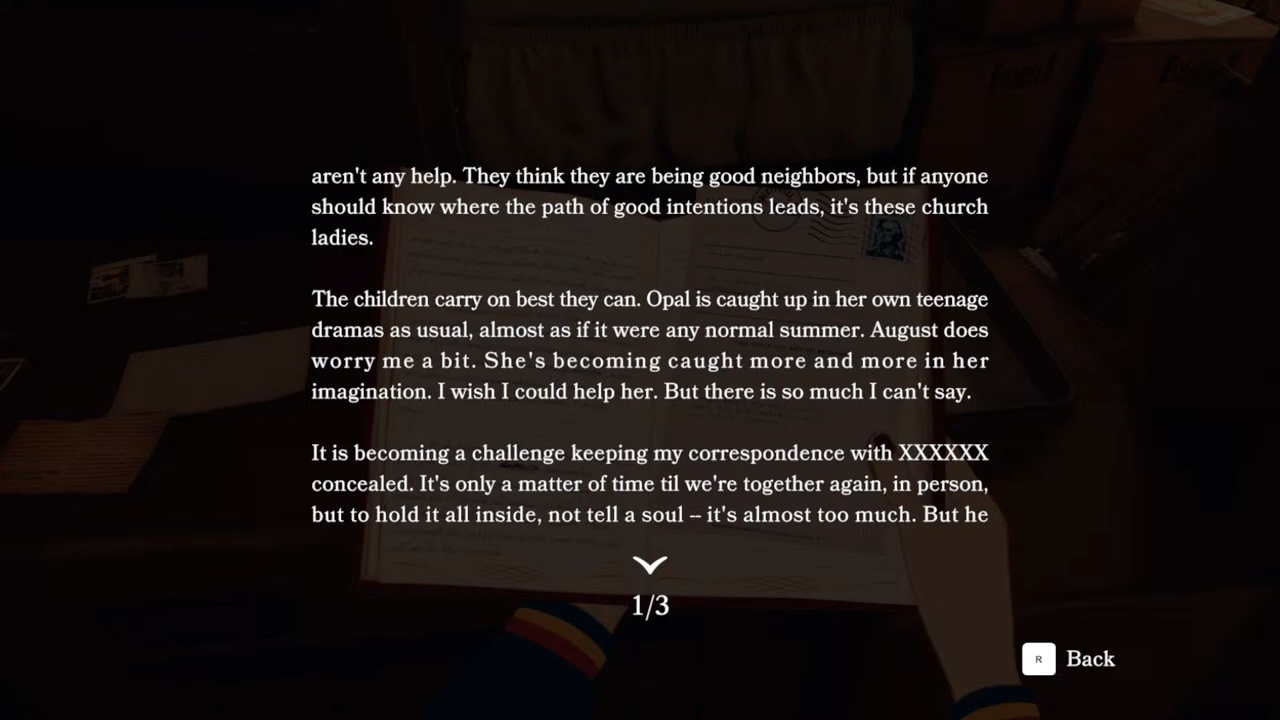 aren't any help. They think they are being good neighbors, but if anyone
should know where the path of good intentions leads, it's these church
ladies.
The children carry on best they can. Opal is caught up in her own teenage
dramas as usual, almost as if it were any normal summer. August does
worry me a bit. She's becoming caught more and more in her
imagination. I wish I could help her. But there is so much I can't say.
It is becoming a challenge keeping my correspondence with XXXXXX
concealed. It's only a matter of time til we're together again, in person,
but to hold it all inside, not tell a soul -- it's almost too much. But he
1/3
R Back